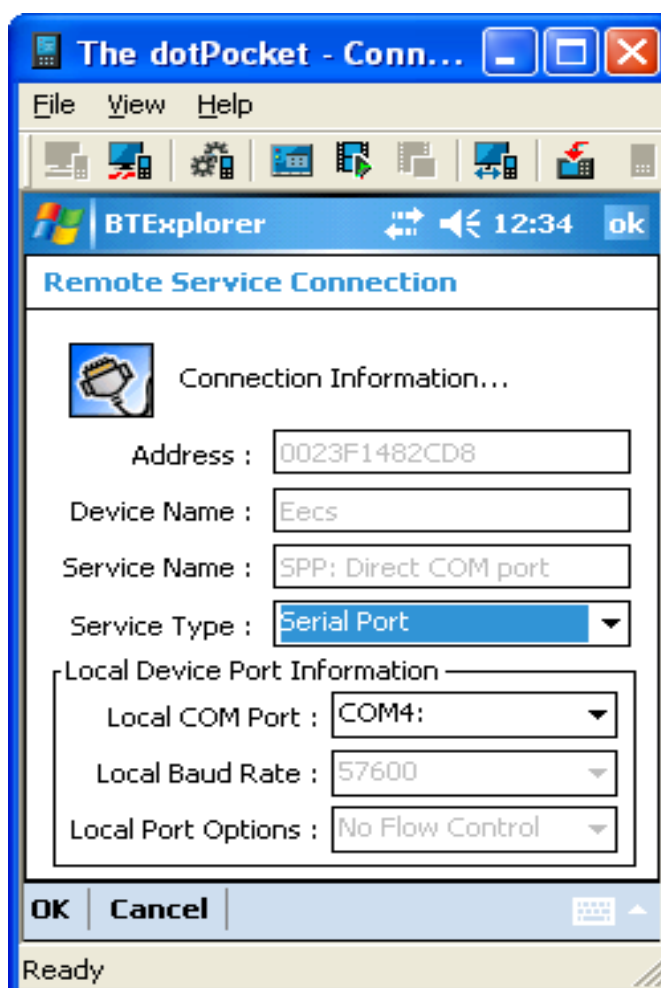 The dotPocket - Conn...
File View Help
BTExplorer 12:34 ok
Remote Service Connection
Connection Information...
Address : 0023F1482CD8
Device Name : Eecs
Service Name : SPP: Direct COM port
Service Type : Serial Port
Local Device Port Information
Local COM Port : COM4:
Local Baud Rate : 57600
Local Port Options : No Flow Control
OK Cancel
Ready